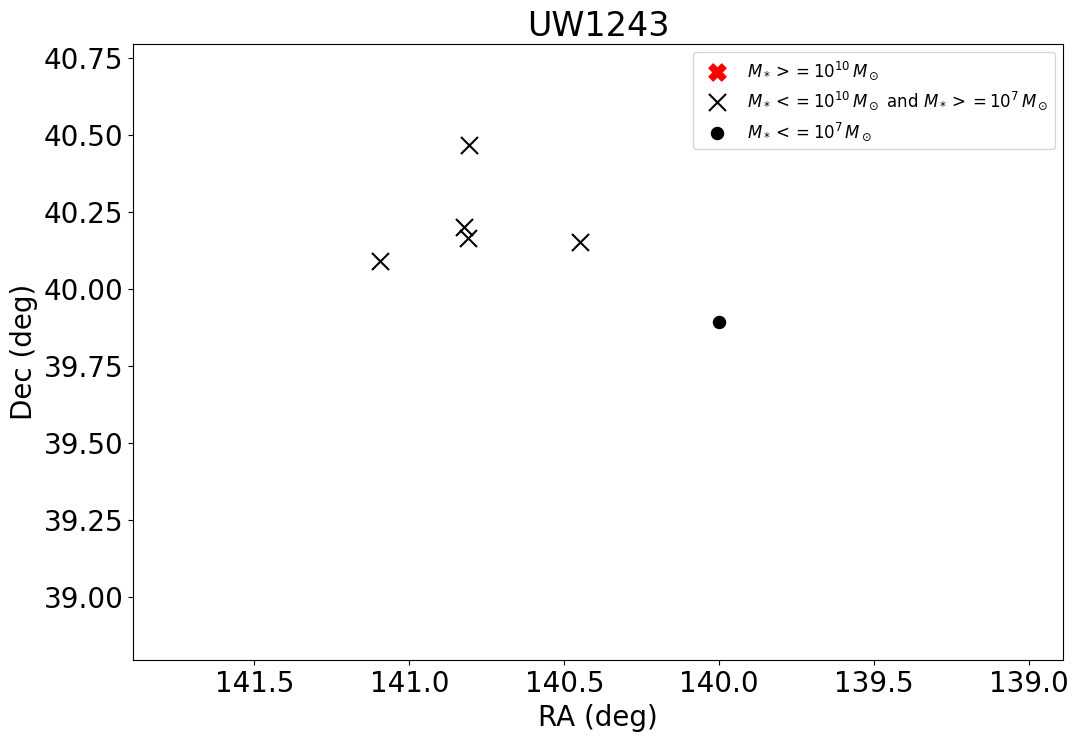 UW1243
40.75
40.50
40.25
40.00
39.75
39.50
39.25
39.00
Dec (deg)
M* >= 10^10 M⊙
M* <= 10^10 M⊙ and M* >= 10^7 M⊙
M* <= 10^7 M⊙
141.5 141.0 140.5 140.0 139.5 139.0
RA (deg)